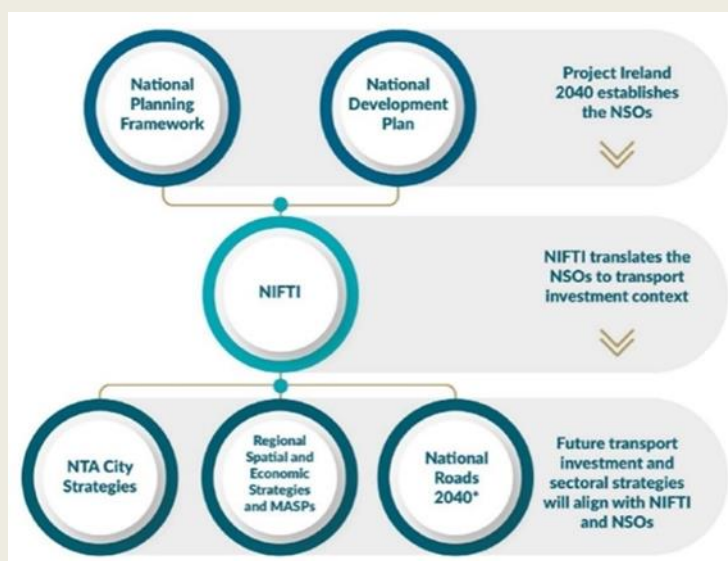 National
Planning
Framework
National
Development
Plan
Project Ireland
2040 establishes
the NSOs
NIFTI
NIFTI translates the
NSOs to transport
investment context
NTA City
Strategies
Regional
Spatial and
Economic
Strategies
and MASPs
National
Roads
2040*
Future transport
investment and
sectoral strategies
will align with NIFTI
and NSOs